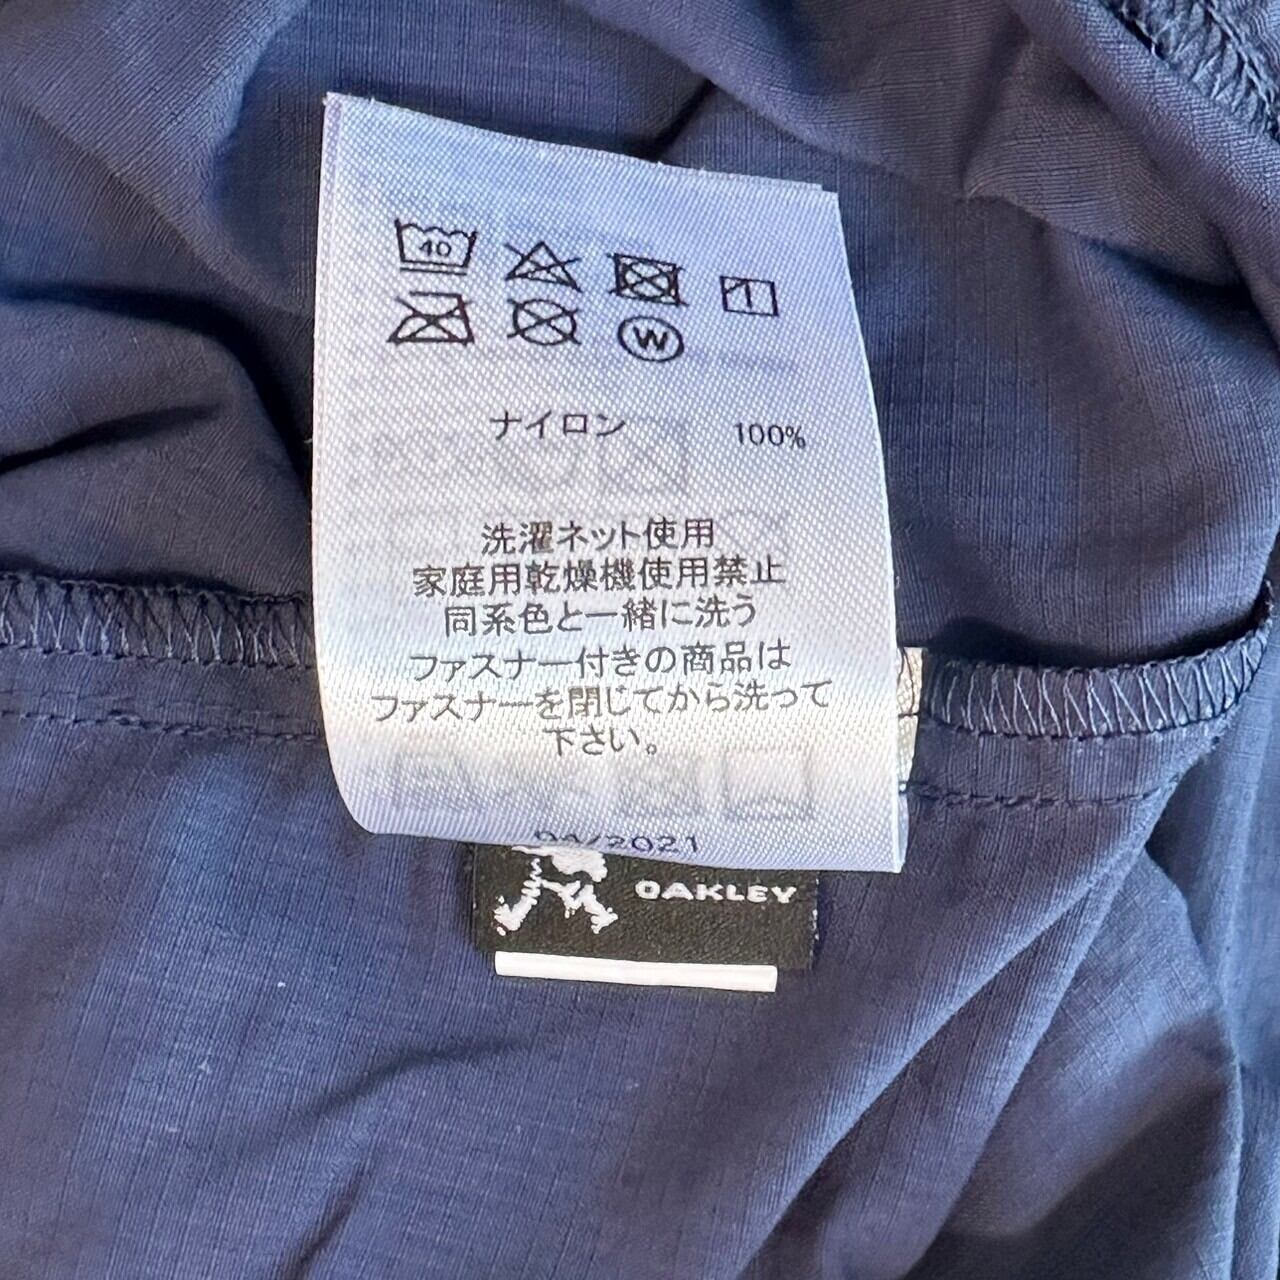 40
W
ナイロン 100%
洗濯ネット使用
家庭用乾燥機使用禁止
同系色と一緒に洗う
ファスナー付きの商品は
ファスナーを閉じてから洗って
下さい。
04/2021
OAKLEY